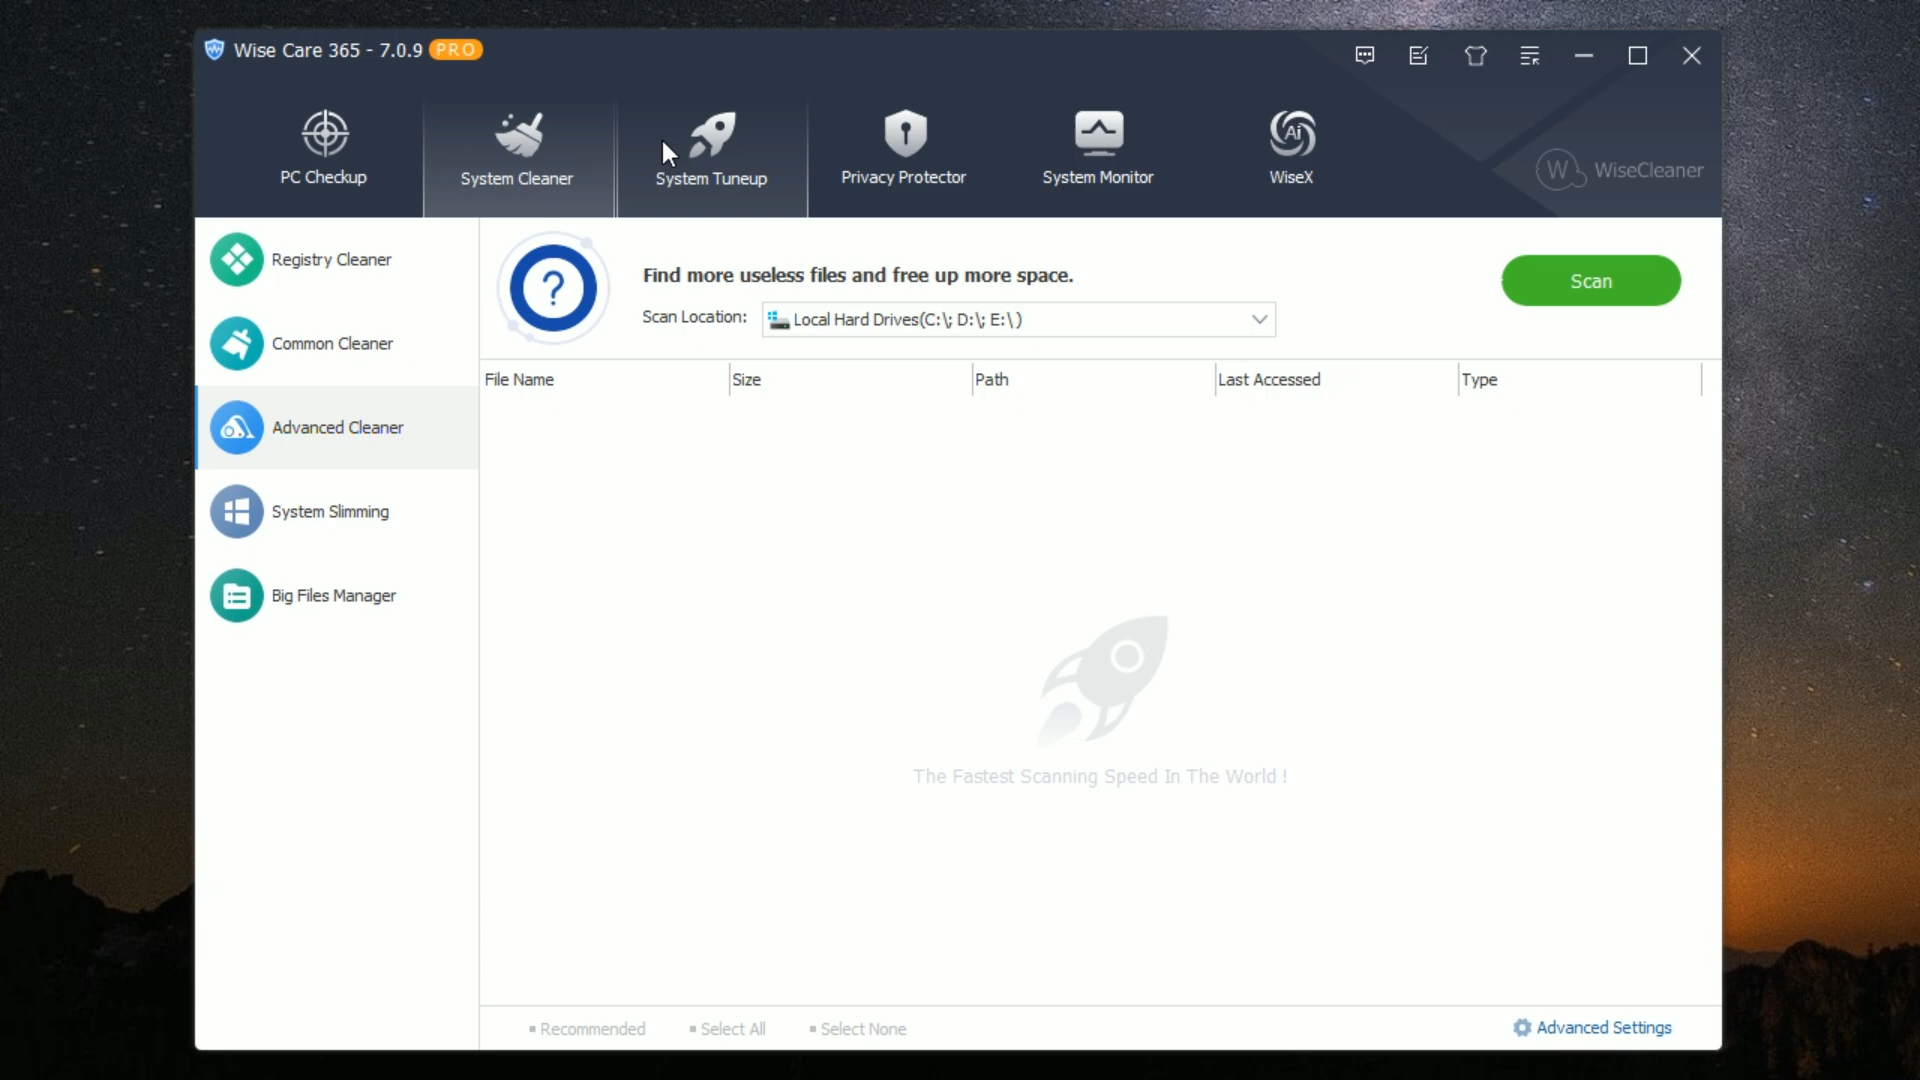 Wise Care 365 - 7.0.9 PRO
PC Checkup
System Cleaner
System Tuneup
Privacy Protector
System Monitor
Ai
WiseX
W WiseCleaner
Registry Cleaner
Common Cleaner
Advanced Cleaner
System Slimming
Big Files Manager
?
Find more useless files and free up more space.
Scan Location: Local Hard Drives(C:\; D:\; E:\)
Scan
File Name Size Path Last Accessed Type
The Fastest Scanning Speed In The World !
Recommended Select All Select None
Advanced Settings